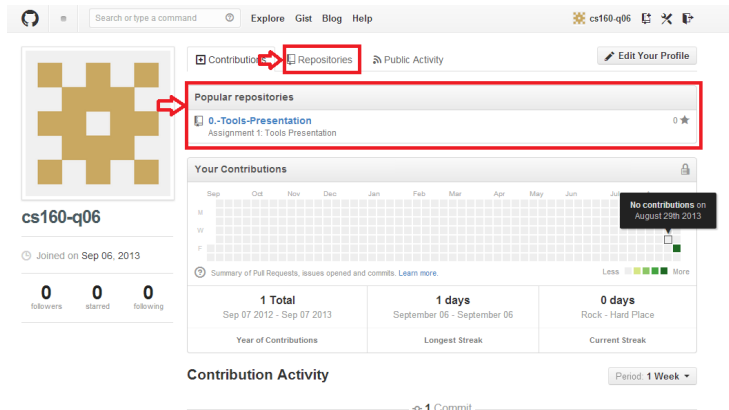 Search or type a command
Explore Gist Blog Help
cs160-q06
Contributions Repositories Public Activity
Edit Your Profile
Popular repositories
0.-Tools-Presentation
0
Assignment 1: Tools Presentation
Your Contributions
Sep Oct Nov Dec Jan Feb Mar Apr May Jun
No contributions on
August 29th 2013
M
W
F
Summary of Pull Requests, issues opened and commits. Learn more.
Less More
cs160-q06
Joined on Sep 06, 2013
0 0 0
followers starred following
1 Total 1 days 0 days
Sep 07 2012 - Sep 07 2013 September 06 - September 06 Rock - Hard Place
Year of Contributions Longest Streak Current Streak
Contribution Activity
Period: 1 Week
1 Commit